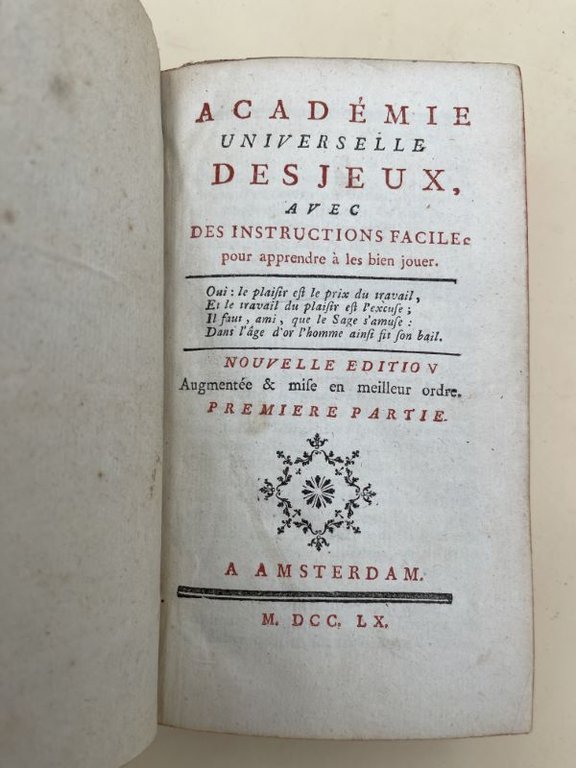 ACADÉMIE
UNIVERSELLE
DES JEUX,
AVEC
DES INSTRUCTIONS FACILES
pour apprendre à les bien jouer.
Oui : le plaiſir eſt le prix du travail,
Et le travail du plaiſir eſt l'excuſe ;
Il faut, ami, que le Sage s'amuſe :
Dans l'âge d'or l'homme ainſi fit ſon bail.
NOUVELLE EDITION
Augmentée & miſe en meilleur ordre.
PREMIERE PARTIE.
A AMSTERDAM.
M. DCC. LX.